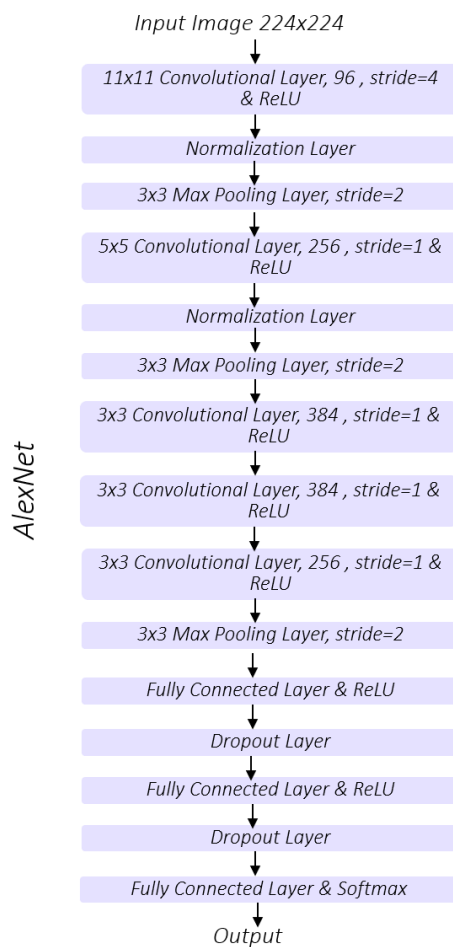 Input Image 224x224
11x11 Convolutional Layer, 96 , stride=4
& ReLU
Normalization Layer
3x3 Max Pooling Layer, stride=2
5x5 Convolutional Layer, 256 , stride=1 &
ReLU
Normalization Layer
3x3 Max Pooling Layer, stride=2
3x3 Convolutional Layer, 384 , stride=1 &
ReLU
3x3 Convolutional Layer, 384 , stride=1 &
ReLU
3x3 Convolutional Layer, 256 , stride=1 &
ReLU
3x3 Max Pooling Layer, stride=2
Fully Connected Layer & ReLU
Dropout Layer
Fully Connected Layer & ReLU
Dropout Layer
Fully Connected Layer & Softmax
Output
AlexNet